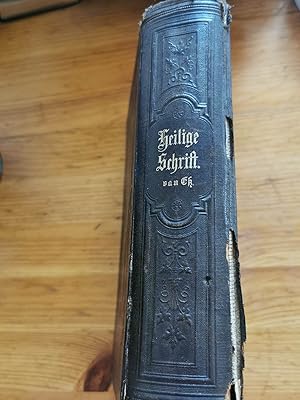 Heilige
Schrift.
van Eß.